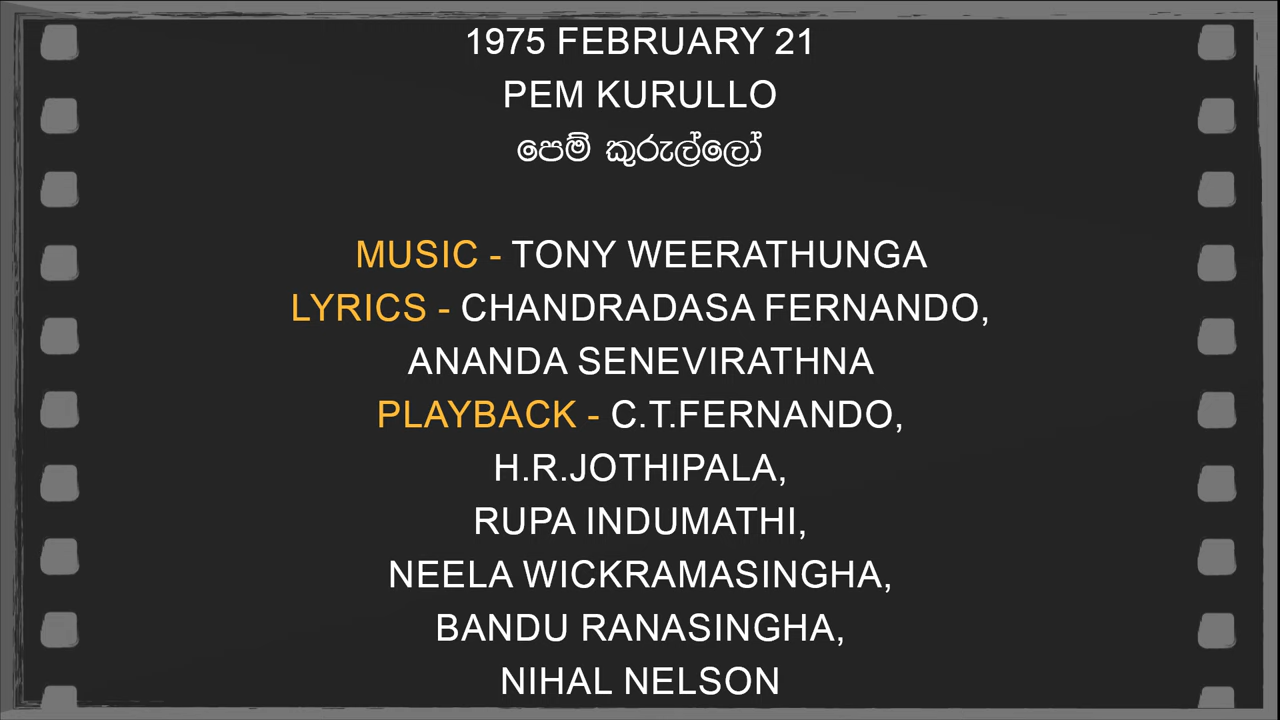 1975 FEBRUARY 21
PEM KURULLO
පෙම් කුරුල්ලෝ
MUSIC - TONY WEERATHUNGA
LYRICS - CHANDRADASA FERNANDO,
ANANDA SENEVIRATHNA
PLAYBACK - C.T.FERNANDO,
H.R.JOTHIPALA,
RUPA INDUMATHI,
NEELA WICKRAMASINGHA,
BANDU RANASINGHA,
NIHAL NELSON